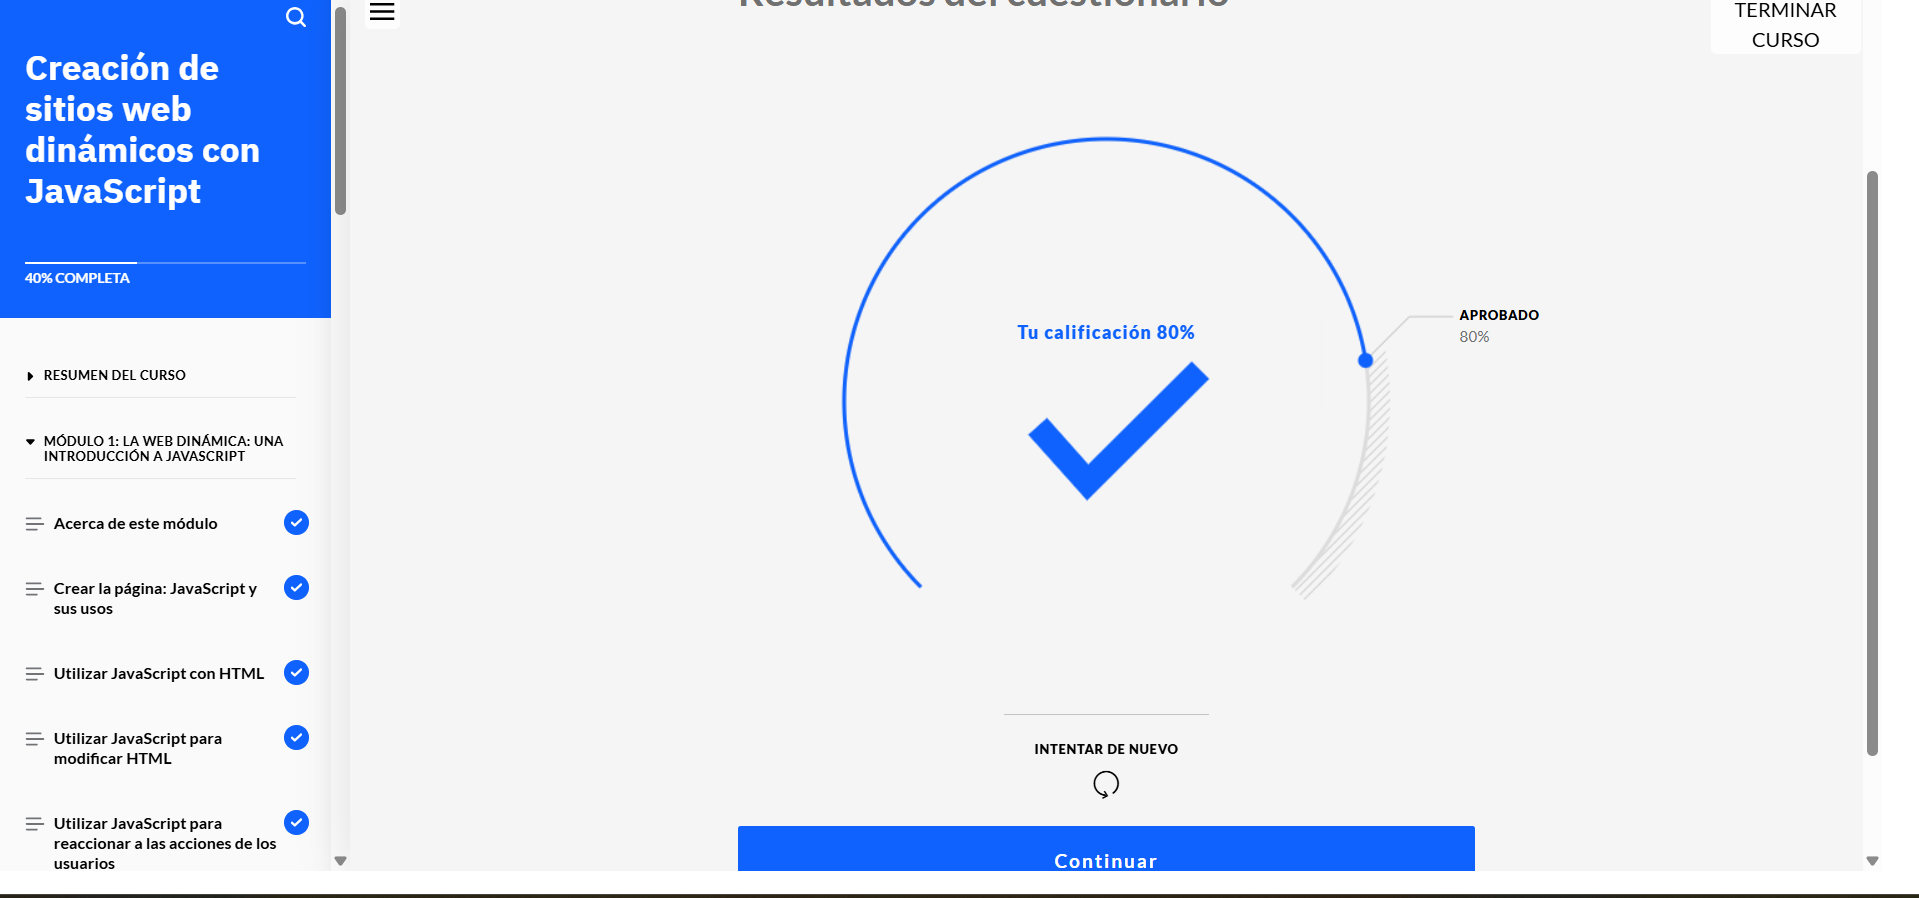 Creación de
sitios web
dinámicos con
JavaScript
40% COMPLETA
RESUMEN DEL CURSO
MÓDULO 1: LA WEB DINÁMICA: UNA
INTRODUCCIÓN A JAVASCRIPT
Acerca de este módulo
Crear la página: JavaScript y
sus usos
Utilizar JavaScript con HTML
Utilizar JavaScript para
modificar HTML
Utilizar JavaScript para
reaccionar a las acciones de los
usuarios
Resultados del cuestionario
TERMINAR
CURSO
Tu calificación 80%
APROBADO
80%
INTENTAR DE NUEVO
Continuar